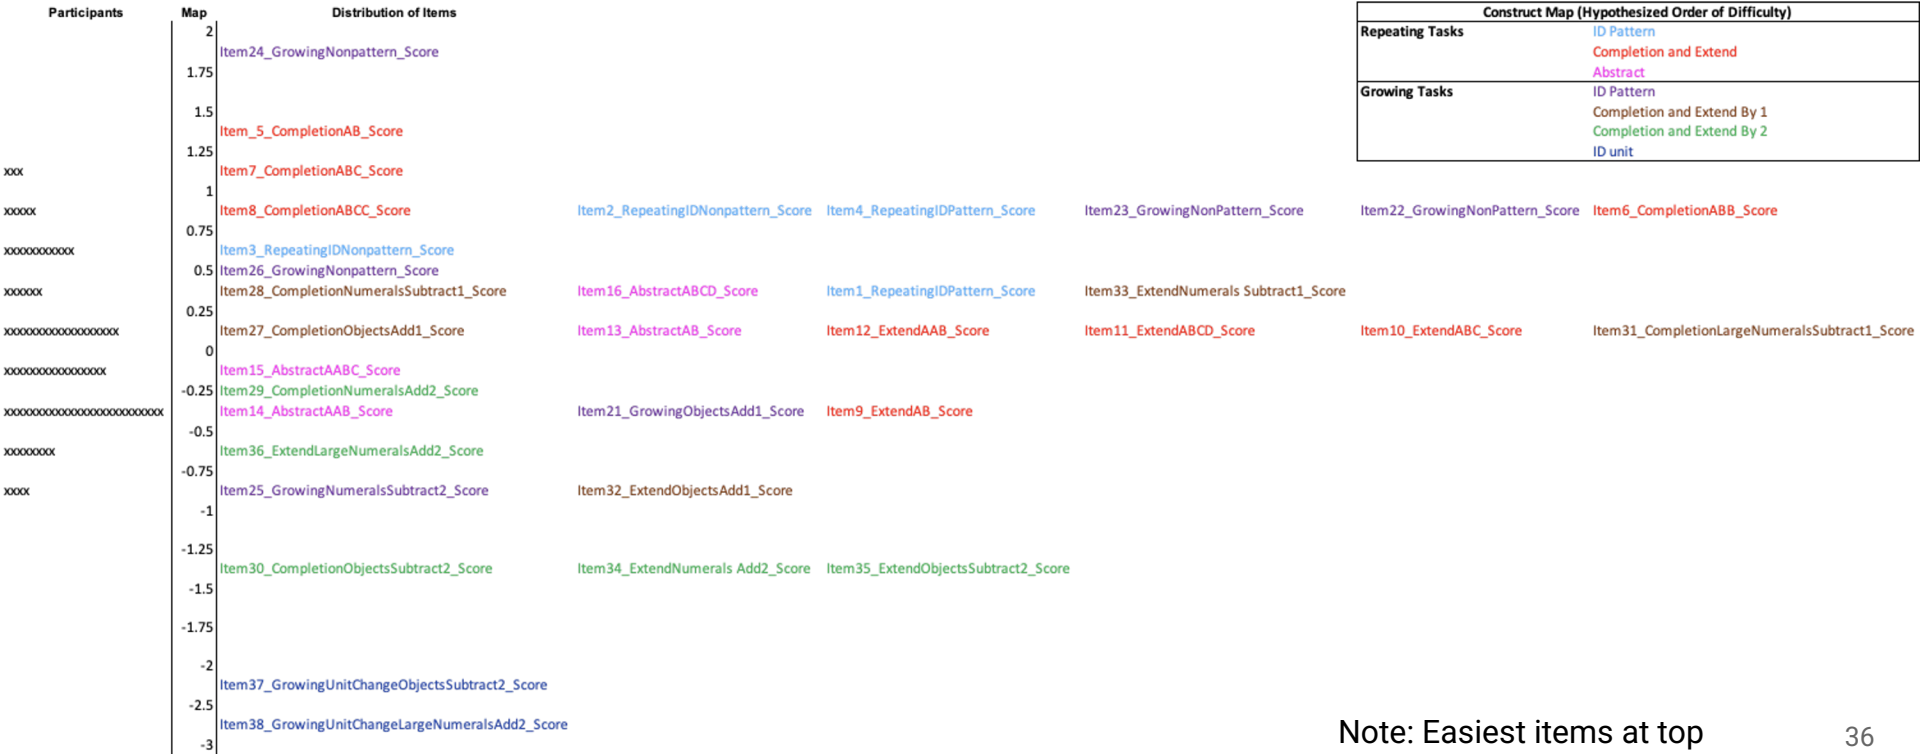 Participants Map Distribution of Items
Construct Map (Hypothesized Order of Difficulty)
Repeating Tasks ID Pattern
Completion and Extend
Abstract
Growing Tasks ID Pattern
Completion and Extend By 1
Completion and Extend By 2
ID unit
2
Item24_GrowingNonpattern_Score
1.75
1.5
Item_5_CompletionAB_Score
1.25
xxx Item7_CompletionABC_Score
1
xxxxx Item8_CompletionABCC_Score Item2_RepeatingIDNonpattern_Score Item4_RepeatingIDPattern_Score Item23_GrowingNonPattern_Score Item22_GrowingNonPattern_Score Item6_CompletionABB_Score
0.75
xxxxxxxxxxx Item3_RepeatingIDNonpattern_Score
0.5 Item26_GrowingNonpattern_Score
xxxxxx Item28_CompletionNumeralsSubtract1_Score Item16_AbstractABCD_Score Item1_RepeatingIDPattern_Score Item33_ExtendNumerals Subtract1_Score
0.25
xxxxxxxxxxxxxxxxxx Item27_CompletionObjectsAdd1_Score Item13_AbstractAB_Score Item12_ExtendAAB_Score Item11_ExtendABCD_Score Item10_ExtendABC_Score Item31_CompletionLargeNumeralsSubtract1_Score
0
xxxxxxxxxxxxxxxx Item15_AbstractAABC_Score
-0.25 Item29_CompletionNumeralsAdd2_Score
xxxxxxxxxxxxxxxxxxxxxxxxx Item14_AbstractAAB_Score Item21_GrowingObjectsAdd1_Score Item9_ExtendAB_Score
-0.5
xxxxxxxx Item36_ExtendLargeNumeralsAdd2_Score
-0.75
xxxx Item25_GrowingNumeralsSubtract2_Score Item32_ExtendObjectsAdd1_Score
-1
-1.25
Item30_CompletionObjectsSubtract2_Score Item34_ExtendNumerals Add2_Score Item35_ExtendObjectsSubtract2_Score
-1.5
-1.75
-2
Item37_GrowingUnitChangeObjectsSubtract2_Score
-2.5
Item38_GrowingUnitChangeLargeNumeralsAdd2_Score
-3
Note: Easiest items at top 36